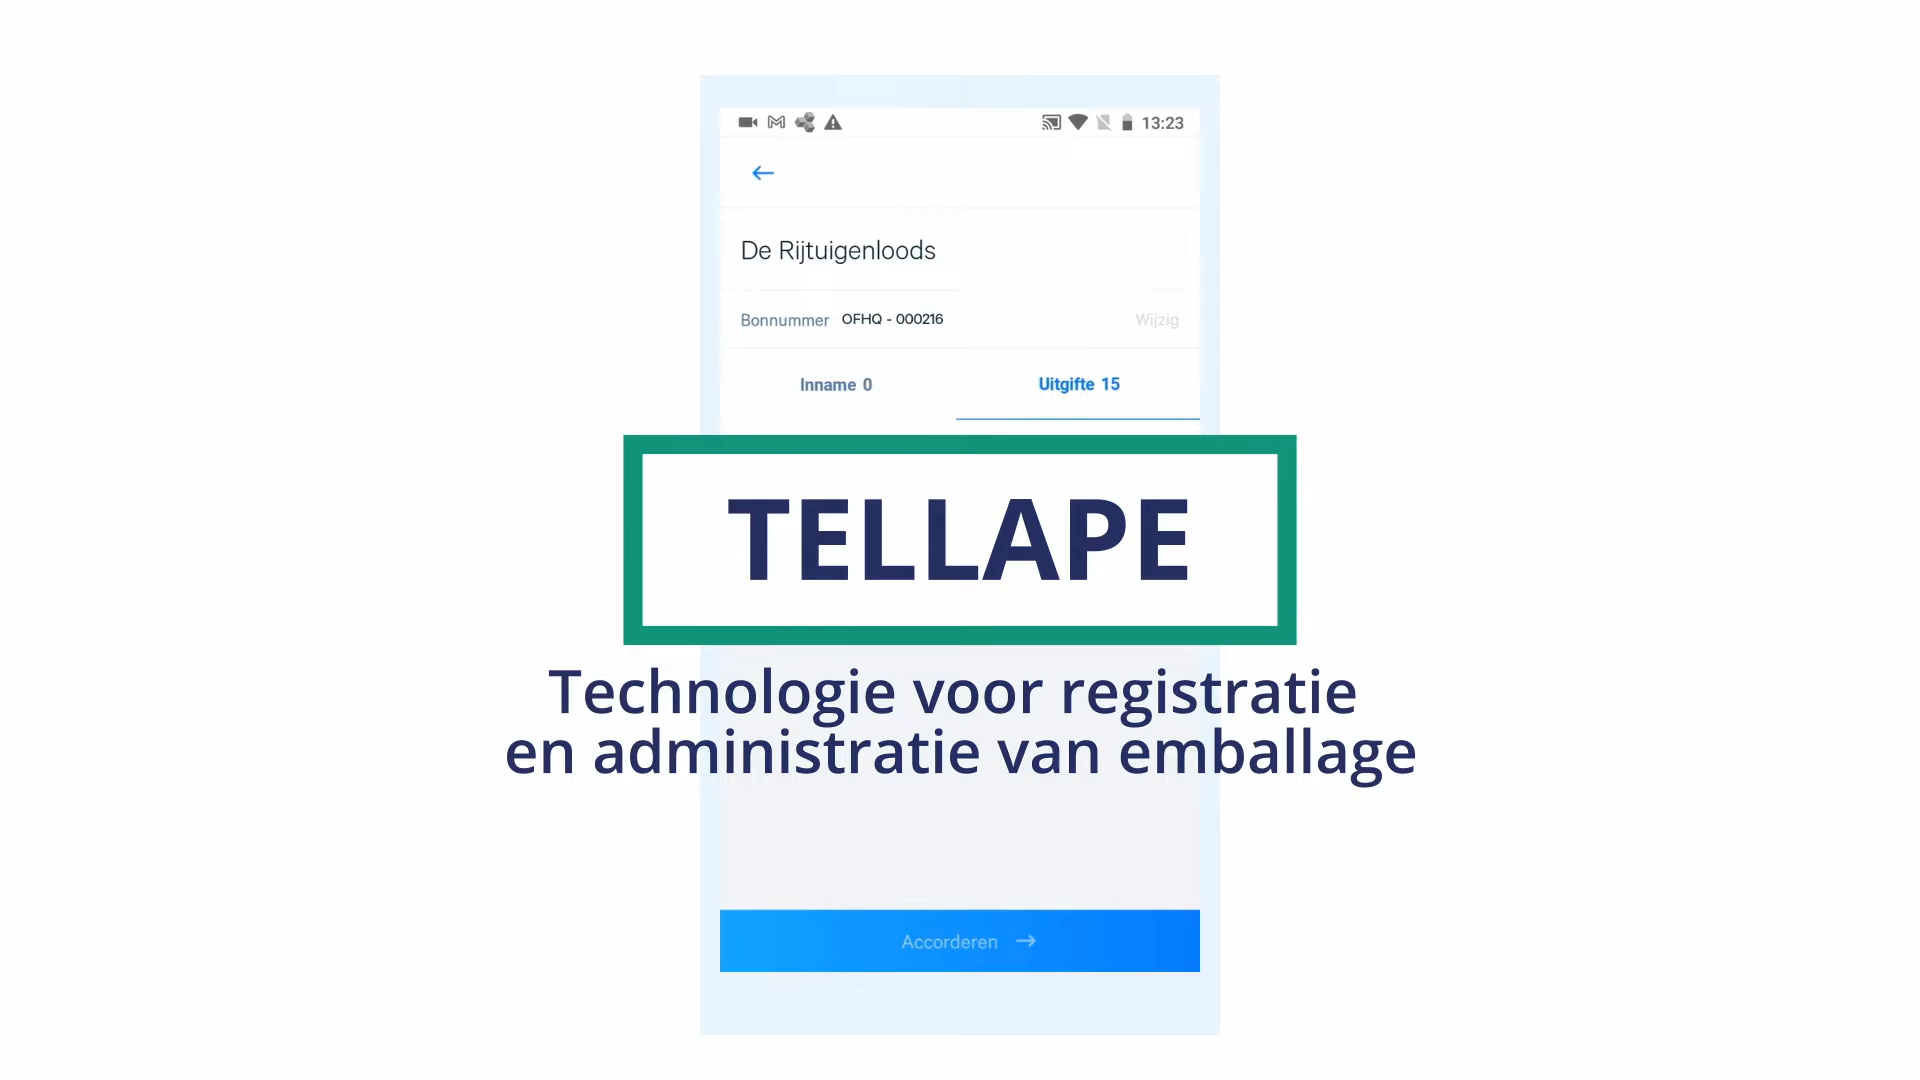 13:23
De Rijtuigenloods
Bonnummer OFHQ - 000216 Wijzig
Inname 0 Uitgifte 15
TELLAPE
Technologie voor registratie
en administratie van emballage
Accorderen →